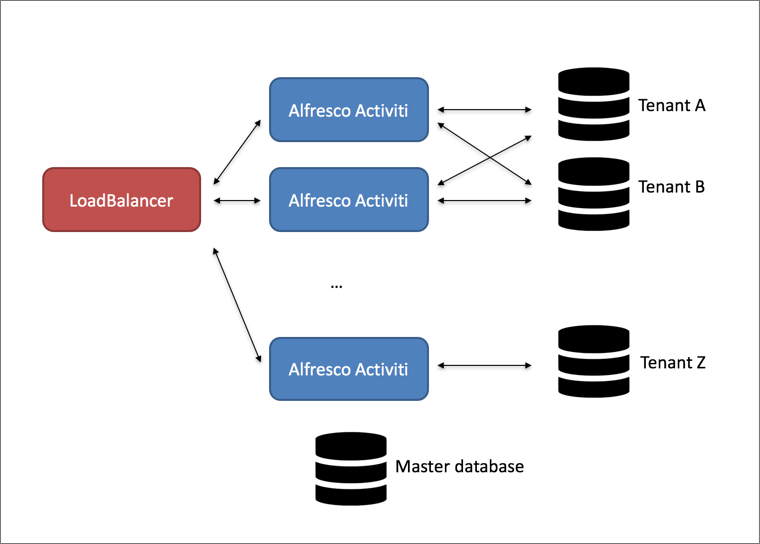 Alfresco Activiti
Tenant A
LoadBalancer
Alfresco Activiti
Tenant B
...
Alfresco Activiti
Tenant Z
Master database